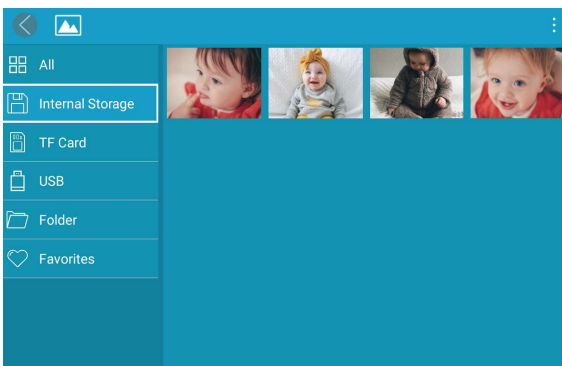 All
Internal Storage
TF Card
USB
Folder
Favorites